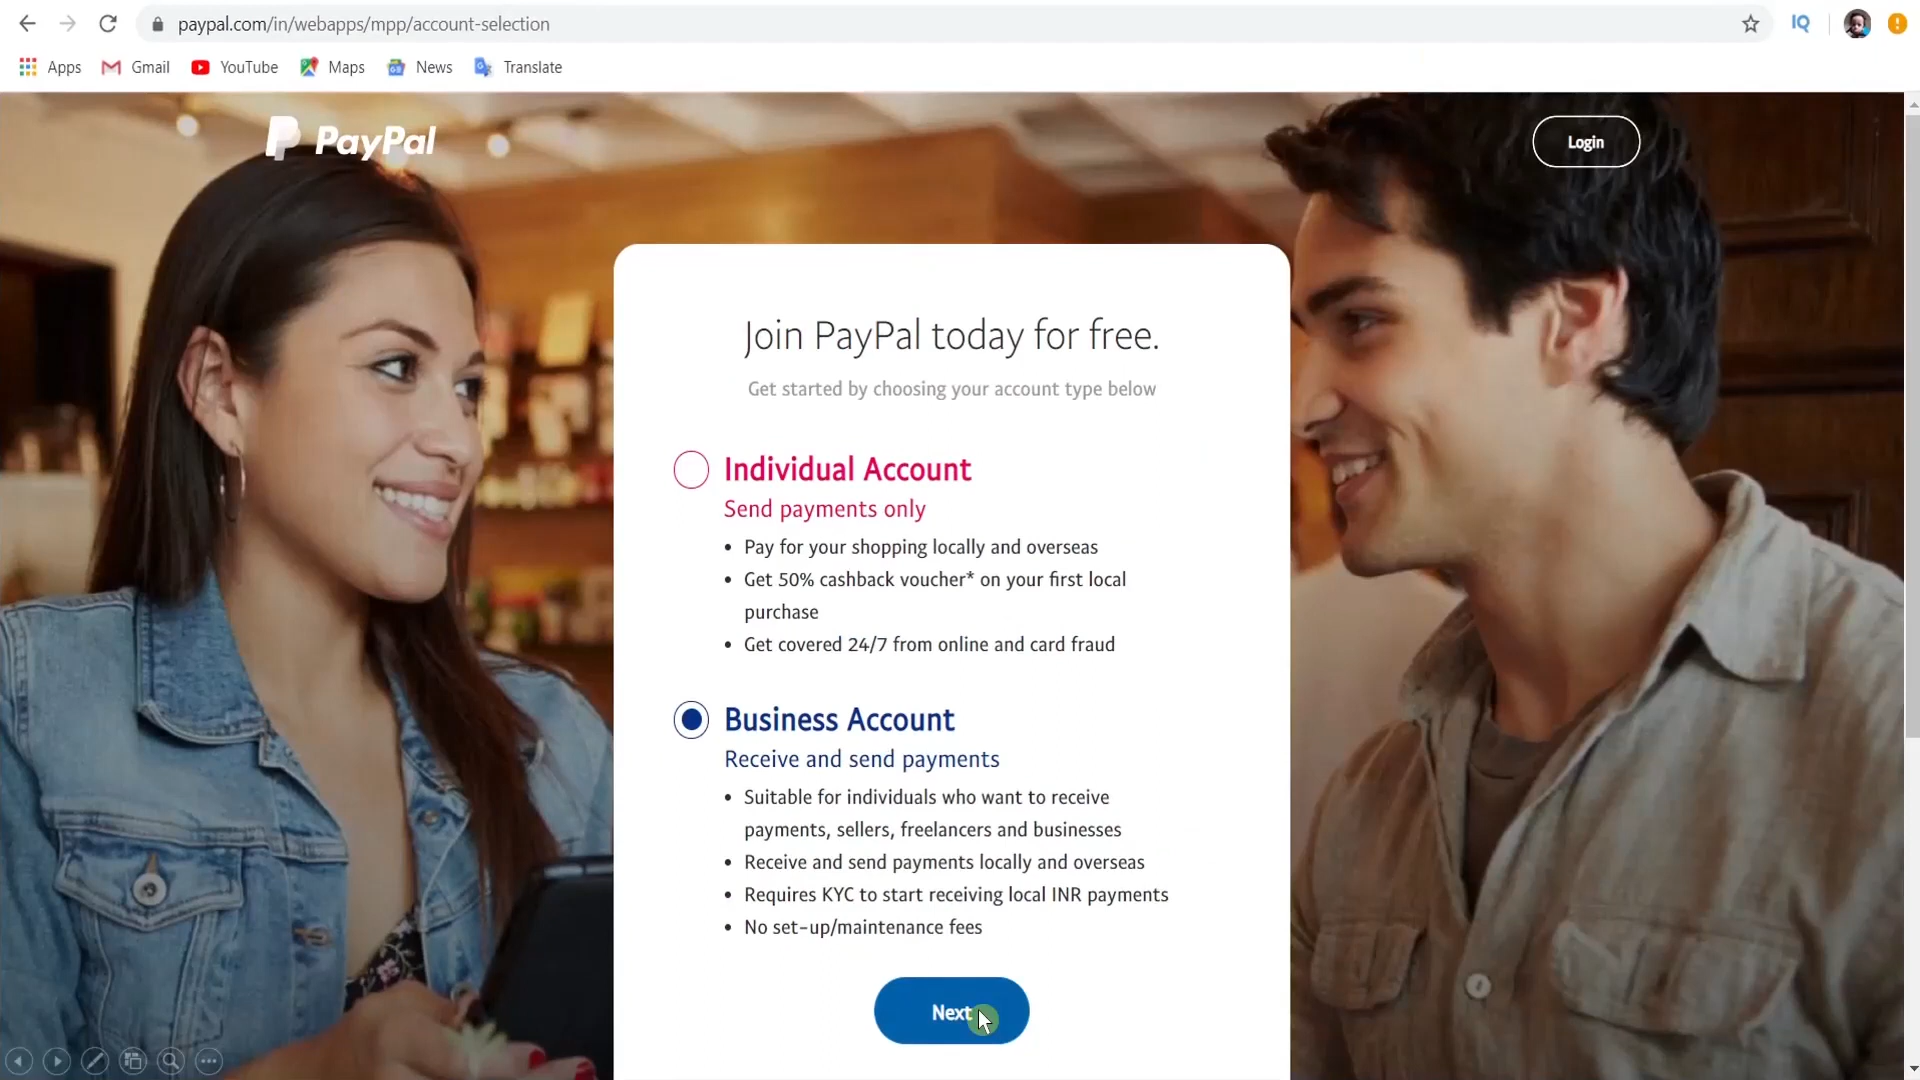 paypal.com/in/webapps/mpp/account-selection
IQ
Apps Gmail YouTube Maps News Translate
PayPal
Login
Join PayPal today for free.
Get started by choosing your account type below
Individual Account
Send payments only
• Pay for your shopping locally and overseas
• Get 50% cashback voucher* on your first local
purchase
• Get covered 24/7 from online and card fraud
Business Account
Receive and send payments
• Suitable for individuals who want to receive
payments, sellers, freelancers and businesses
• Receive and send payments locally and overseas
• Requires KYC to start receiving local INR payments
• No set-up/maintenance fees
Next